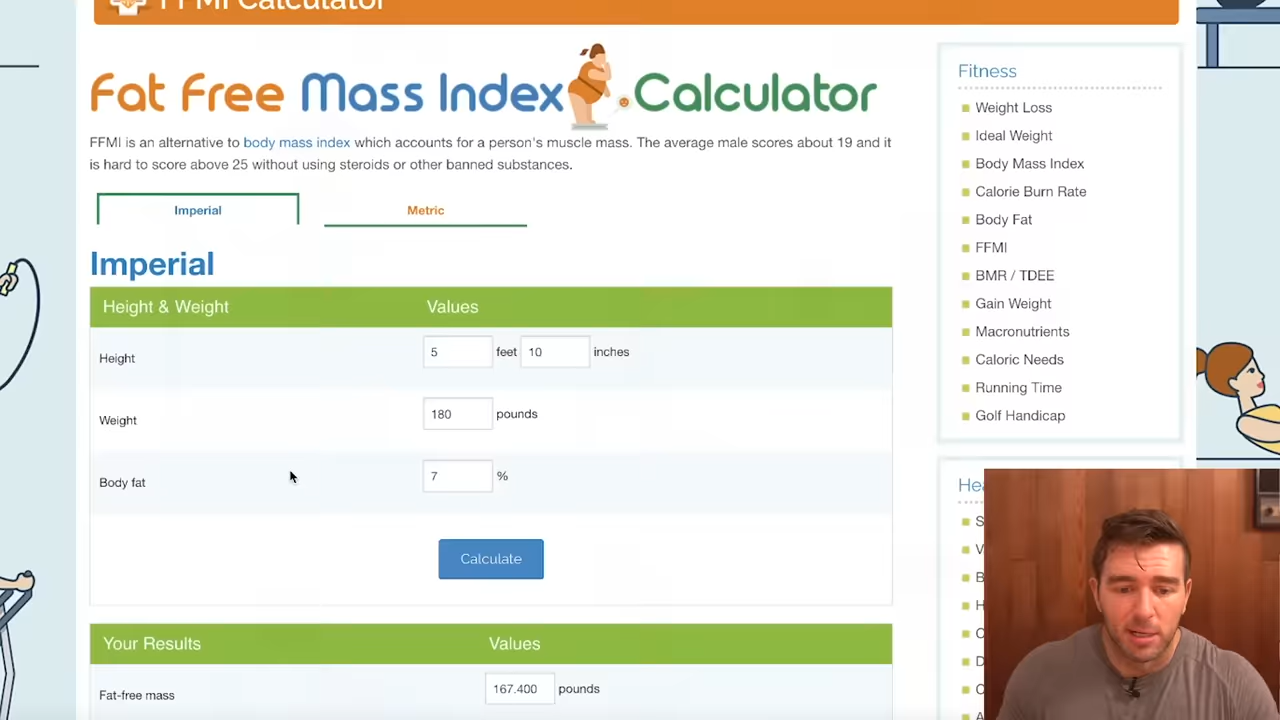 FFMI Calculator
Fat Free Mass Index Calculator
FFMI is an alternative to body mass index which accounts for a person's muscle mass. The average male scores about 19 and it
is hard to score above 25 without using steroids or other banned substances.
Imperial
Metric
Imperial
Height & Weight Values
Height 5 feet 10 inches
Weight 180 pounds
Body fat 7 %
Calculate
Your Results Values
Fat-free mass 167.400 pounds
Fitness
Weight Loss
Ideal Weight
Body Mass Index
Calorie Burn Rate
Body Fat
FFMI
BMR / TDEE
Gain Weight
Macronutrients
Caloric Needs
Running Time
Golf Handicap